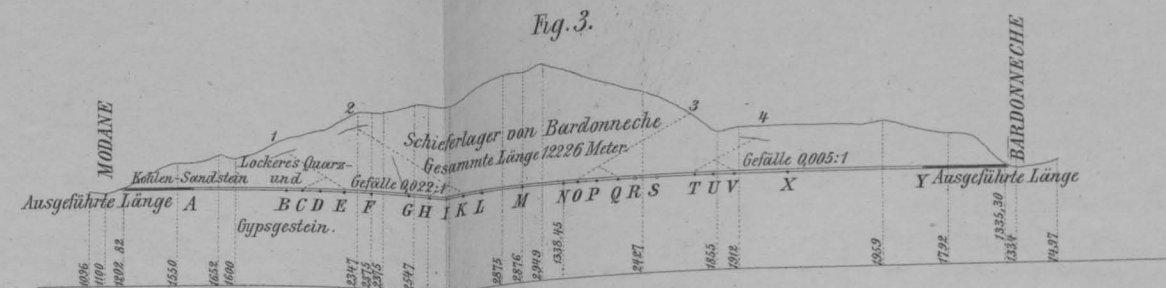 Fig. 3.
MODANE
BARDONNECHE
1
2
3
4
Schieferlager von Bardonneche
Gesammte Länge 12226 Meter.
Lockeres Quarz-
Kohlen-Sandstein und
Gypsgestein.
Gefälle 0,022:1
Gefälle 0,005:1
Ausgeführte Länge A B C D E F G H I K L M N O P Q R S T U V X Y Ausgeführte Länge
1096 1100 1202.82 1550 1652 1600 2347 2375 2375 2547 2875 2876 2949 1338.45 2427 1855 1912 1959 1792 1335,30 1334 1497